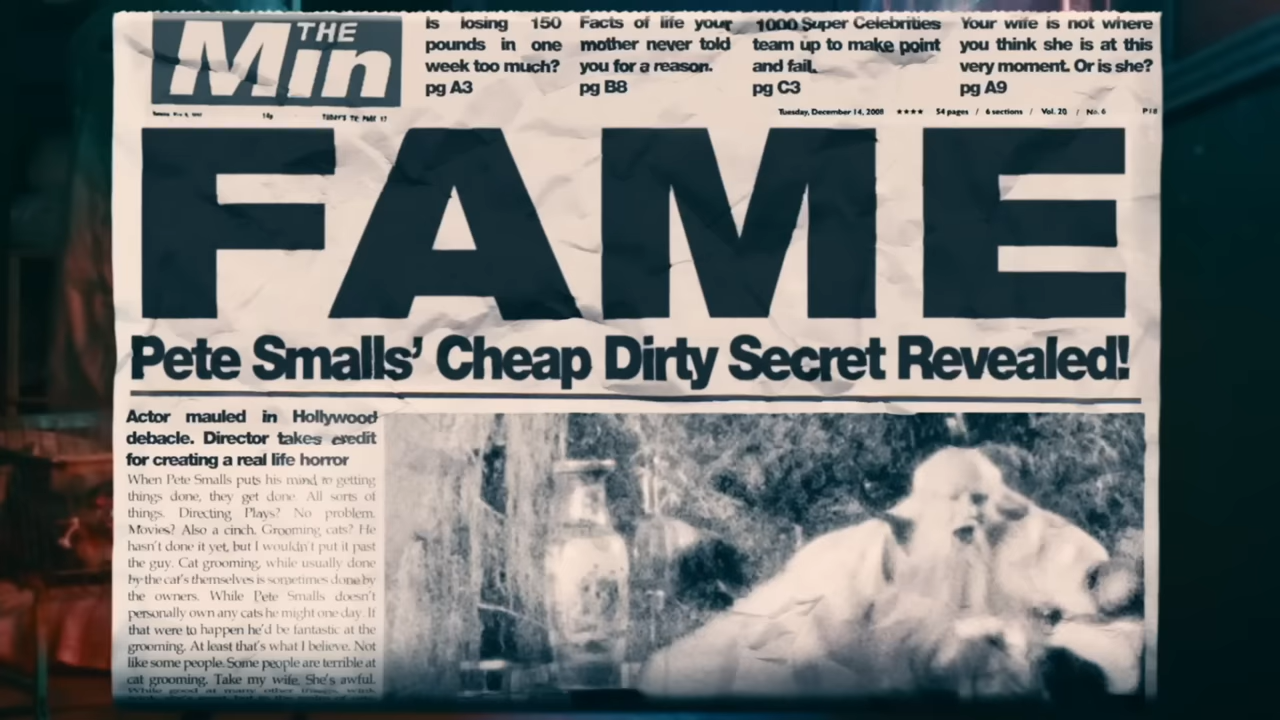 THE
Min
Is losing 150
pounds in one
week too much?
pg A3
Facts of life your
mother never told
you for a reason.
pg B8
1000 Super Celebrities
team up to make point
and fail.
pg C3
Your wife is not where
you think she is at this
very moment. Or is she?
pg A9
Tuesday, December 14, 2008 ★★★★ 54 pages / 6 sections / Vol. 20 / No. 6
FAME
Pete Smalls' Cheap Dirty Secret Revealed!
Actor mauled in Hollywood
debacle. Director takes credit
for creating a real life horror
When Pete Smalls puts his mind to getting
things done, they get done. All sorts of
things. Directing Plays? No problem.
Movies? Also a cinch. Grooming cats? He
hasn't done it yet, but I wouldn't put it past
the guy. Cat grooming, while usually done
by the cat's themselves is sometimes done by
the owners. While Pete Smalls doesn't
personally own any cats he might one day. If
that were to happen he'd be fantastic at the
grooming. At least that's what I believe. Not
like some people. Some people are terrible at
cat grooming. Take my wife. She's awful.
While good at many other things, with